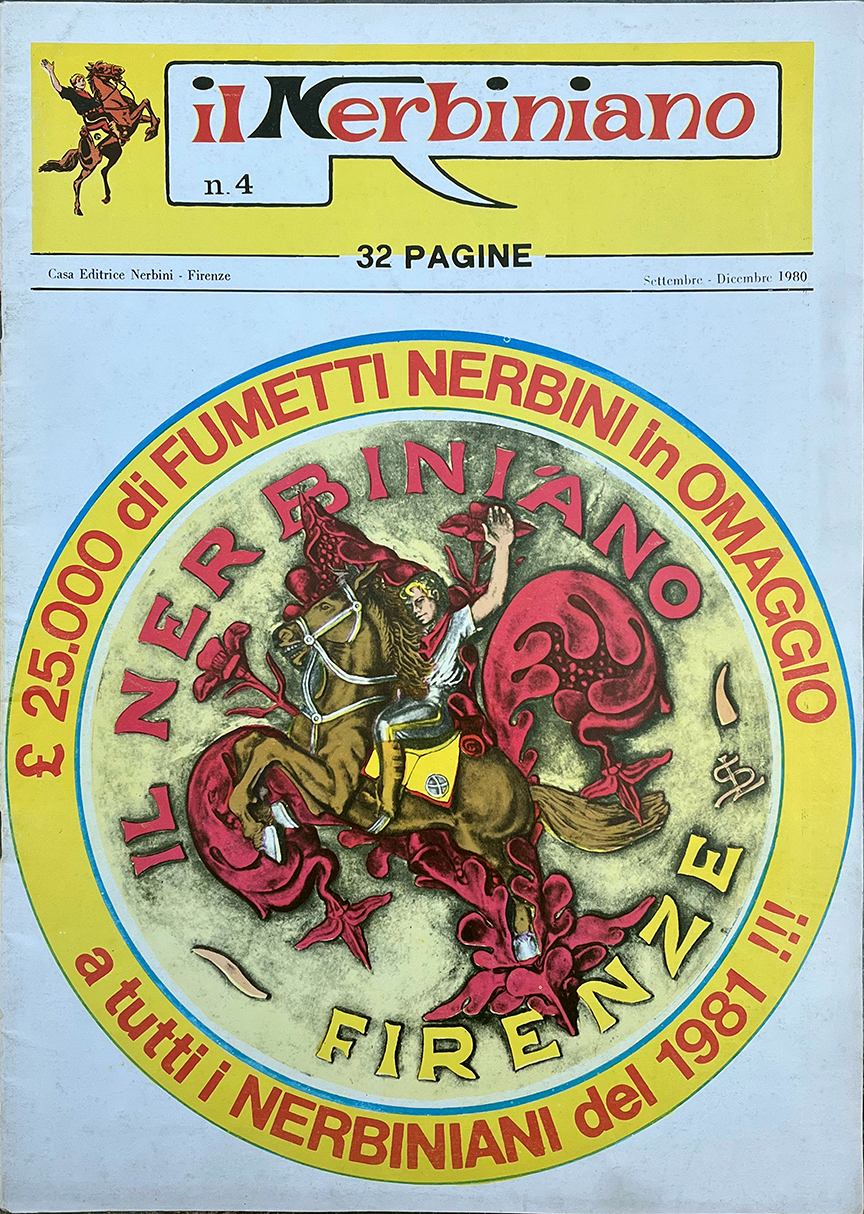 il Nerbiniano
n. 4
32 PAGINE
Casa Editrice Nerbini - Firenze
Settembre - Dicembre 1980
£ 25.000 di FUMETTI NERBINI in OMAGGIO
a tutti i NERBINIANI del 1981 !!!
IL NERBINIANO
FIRENZE